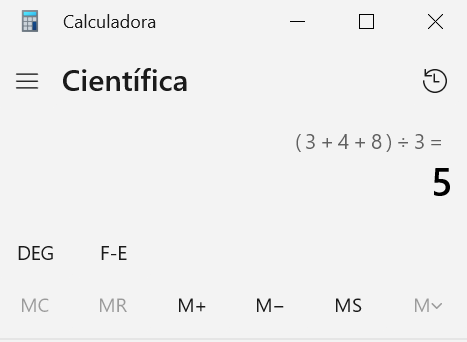 Calculadora
Científica
(3+4+8)÷3=
5
DEG F-E
MC MR M+ M− MS M